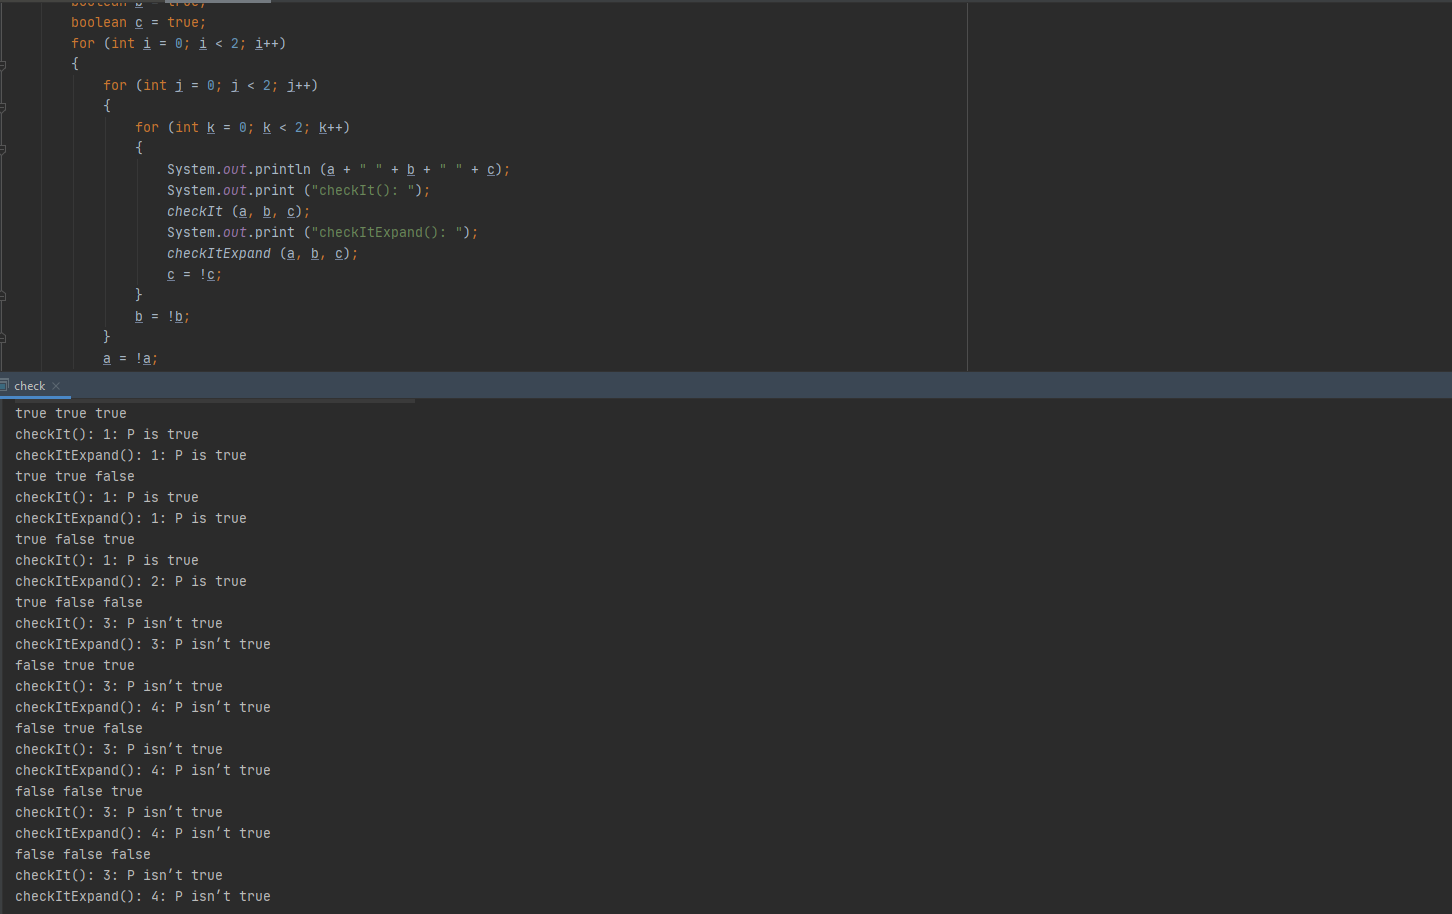 boolean b = true;
boolean c = true;
for (int i = 0; i < 2; i++)
{
for (int j = 0; j < 2; j++)
{
for (int k = 0; k < 2; k++)
{
System.out.println (a + " " + b + " " + c);
System.out.print ("checkIt(): ");
checkIt (a, b, c);
System.out.print ("checkItExpand(): ");
checkItExpand (a, b, c);
c = !c;
}
b = !b;
}
a = !a;
check
true true true
checkIt(): 1: P is true
checkItExpand(): 1: P is true
true true false
checkIt(): 1: P is true
checkItExpand(): 1: P is true
true false true
checkIt(): 1: P is true
checkItExpand(): 2: P is true
true false false
checkIt(): 3: P isn’t true
checkItExpand(): 3: P isn’t true
false true true
checkIt(): 3: P isn’t true
checkItExpand(): 4: P isn’t true
false true false
checkIt(): 3: P isn’t true
checkItExpand(): 4: P isn’t true
false false true
checkIt(): 3: P isn’t true
checkItExpand(): 4: P isn’t true
false false false
checkIt(): 3: P isn’t true
checkItExpand(): 4: P isn’t true